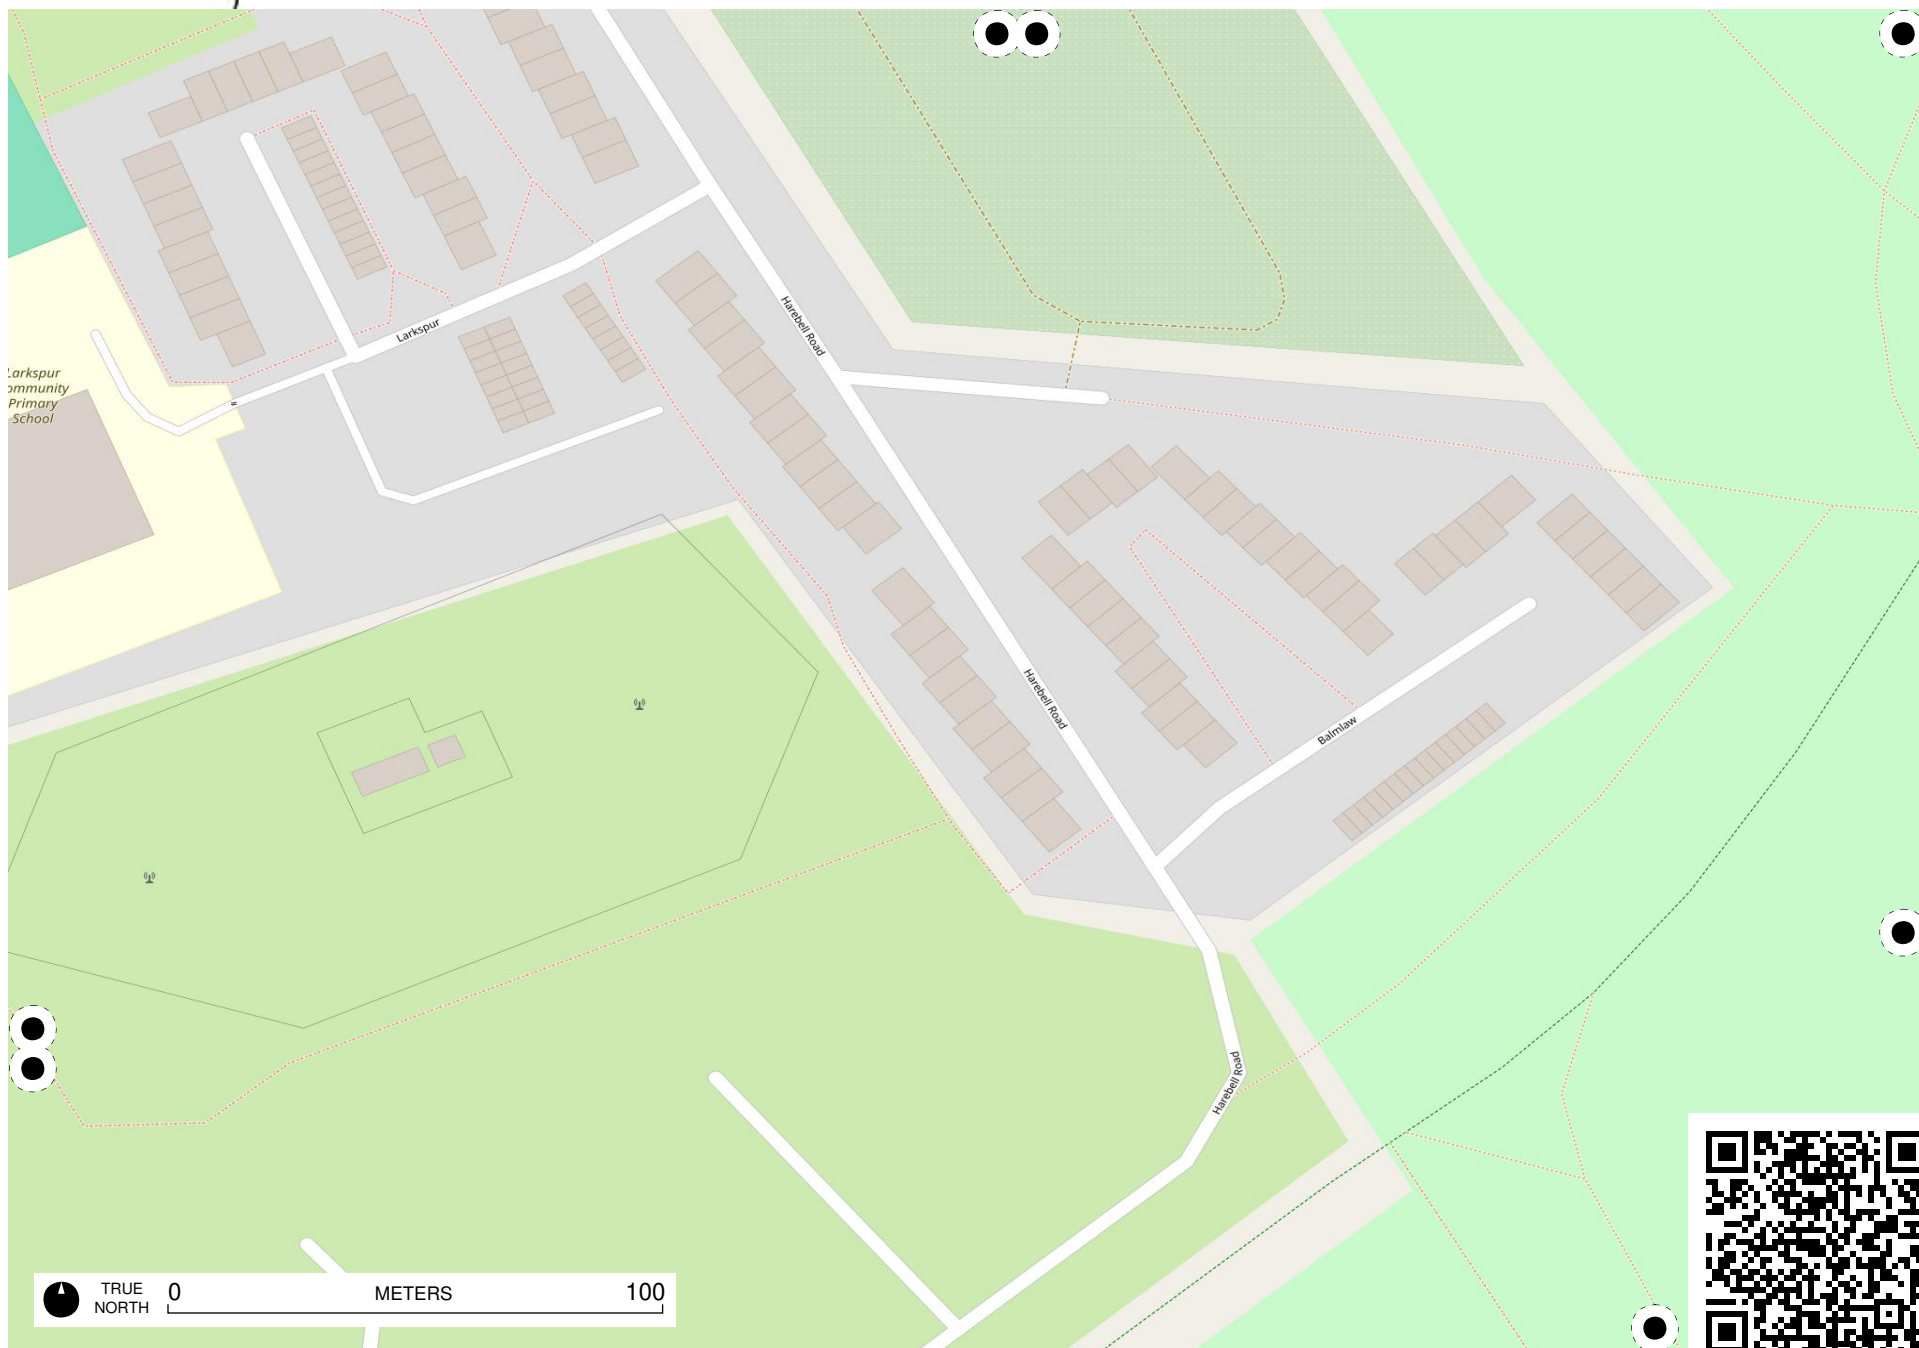 Harebell Road
Larkspur
Larkspur
ommunity
Primary
School
Harebell Road
Balmlaw
Harebell Road
TRUE
NORTH
0 METERS 100